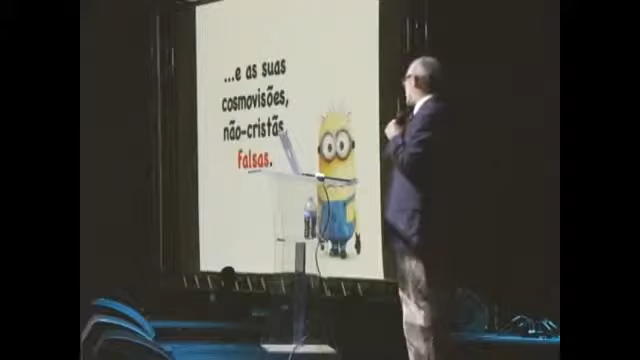 ...e as suas
cosmovisões,
não-cristãs
Falsas.